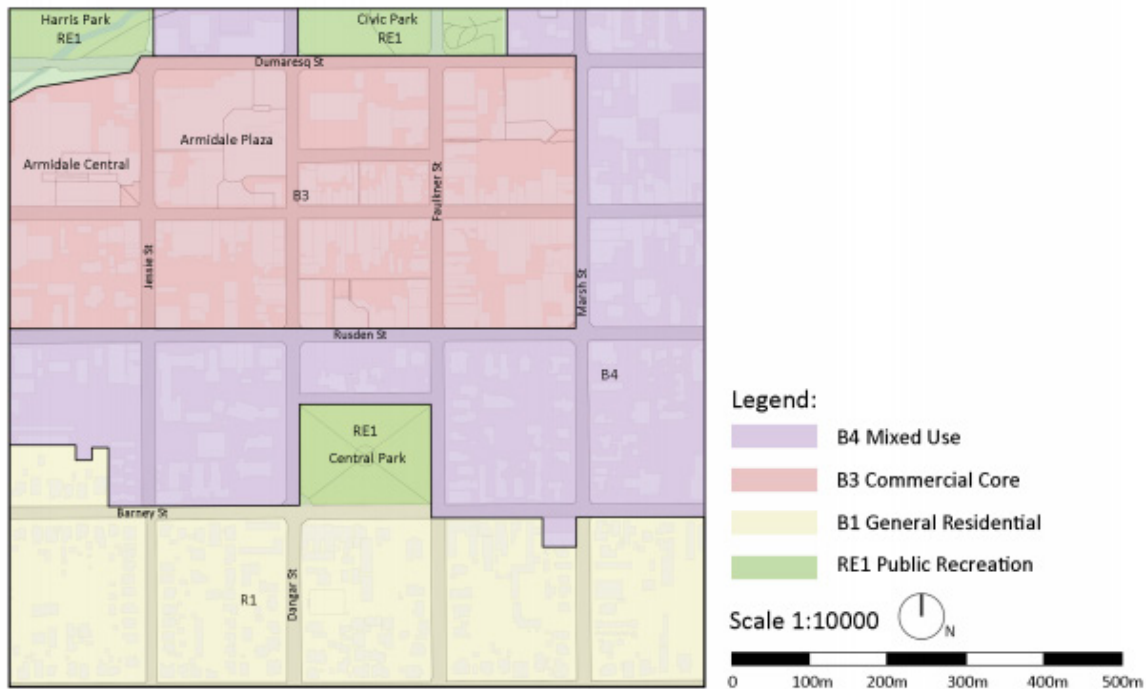 Harris Park
RE1
Civic Park
RE1
Dumaresq St
Armidale Plaza
Armidale Central
Faulkner St
B3
Jessie St
Marsh St
Rusden St
B4
RE1
Central Park
Barney St
Dangar St
R1
Legend:
B4 Mixed Use
B3 Commercial Core
B1 General Residential
RE1 Public Recreation
Scale 1:10000
N
0 100m 200m 300m 400m 500m